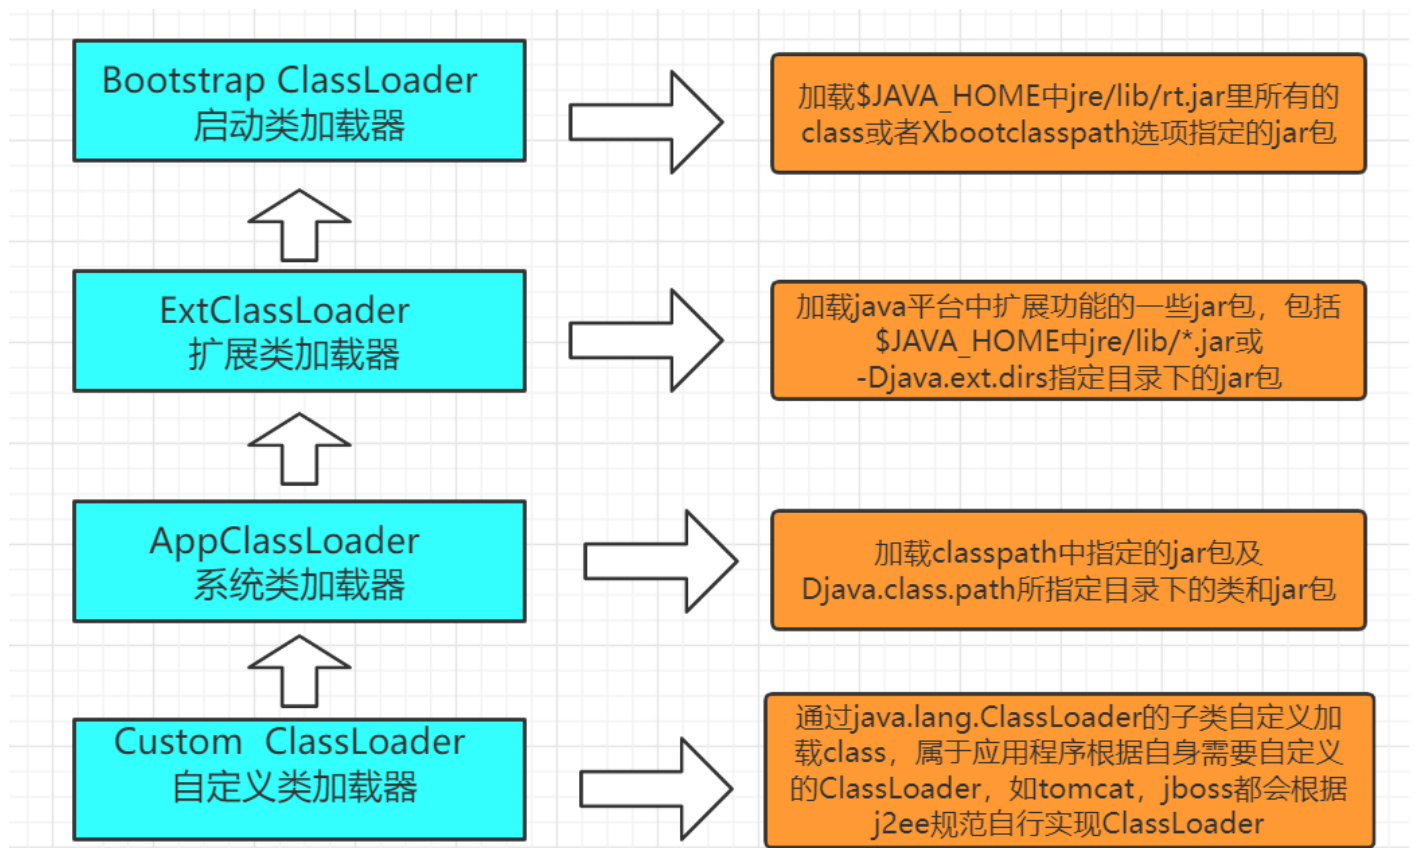 Bootstrap ClassLoader
启动类加载器
加载$JAVA_HOME中jre/lib/rt.jar里所有的
class或者Xbootclasspath选项指定的jar包
ExtClassLoader
扩展类加载器
加载java平台中扩展功能的一些jar包，包括
$JAVA_HOME中jre/lib/*.jar或
-Djava.ext.dirs指定目录下的jar包
AppClassLoader
系统类加载器
加载classpath中指定的jar包及
Djava.class.path所指定目录下的类和jar包
Custom  ClassLoader
自定义类加载器
通过java.lang.ClassLoader的子类自定义加
载class，属于应用程序根据自身需要自定义
的ClassLoader，如tomcat，jboss都会根据
j2ee规范自行实现ClassLoader